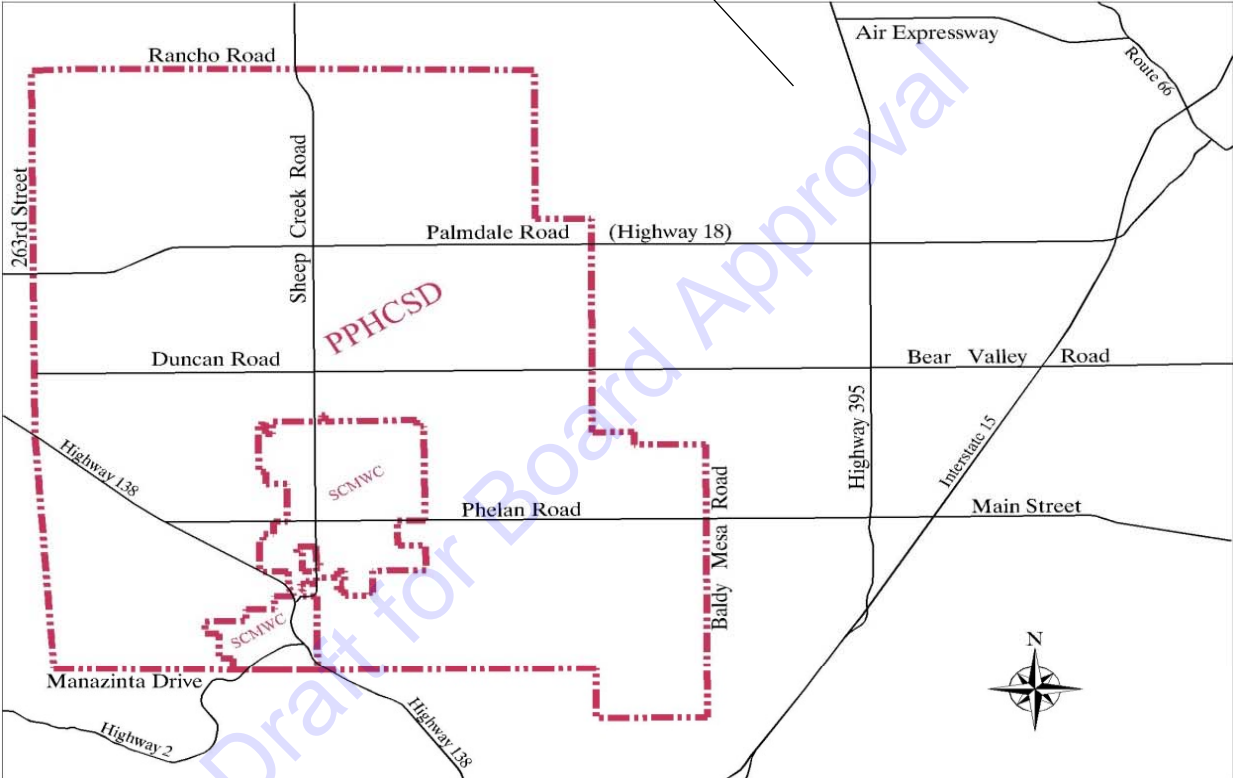 Air Expressway
Rancho Road
Route 66
263rd Street
Sheep Creek Road
Palmdale Road (Highway 18)
PPHCSD
Duncan Road
Bear Valley Road
Highway 395
Interstate 15
Highway 138
SCMWC
Phelan Road
Main Street
Baldy Mesa Road
SCMWC
Manazinta Drive
N
Highway 2
Highway 138
Draft for Board Approval